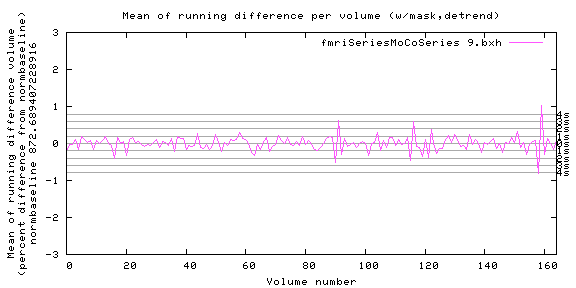 Mean of running difference per volume (w/mask,detrend)
fmriSeriesMoCoSeries 9.bxh
Mean of running difference volume
(percent difference from normbaseline)
normbaseline 872.689407228916
3
2
1
0
-1
-2
-3
0 20 40 60 80 100 120 140 160
Volume number